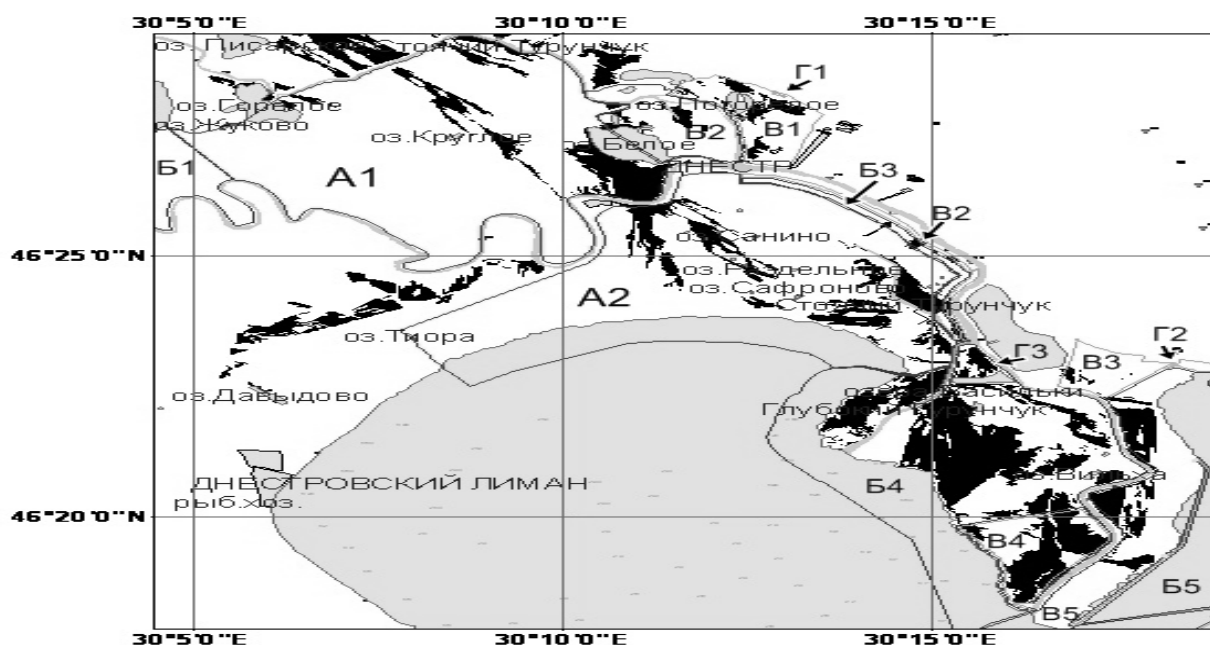 30°5'0"E 30°10'0"E 30°15'0"E
оз. Стоячий Турунчук
Г1
оз.Горелое
оз.Жуково
оз.Круглое
оз.Белое
В2
В1
ДНЕСТР
Б1
А1
Б3
В2
оз.Санино
46°25'0"N
оз.Раздельное
оз.Сафроново
А2
Стоячий Турунчук
оз.Тиора
Г2
Г3
В3
оз.Давыдово
Глубокий Турунчук
ДНЕСТРОВСКИЙ ЛИМАН
рыб.хоз.
Б4
46°20'0"N
В4
Б5
В5
30°5'0"E 30°10'0"E 30°15'0"E